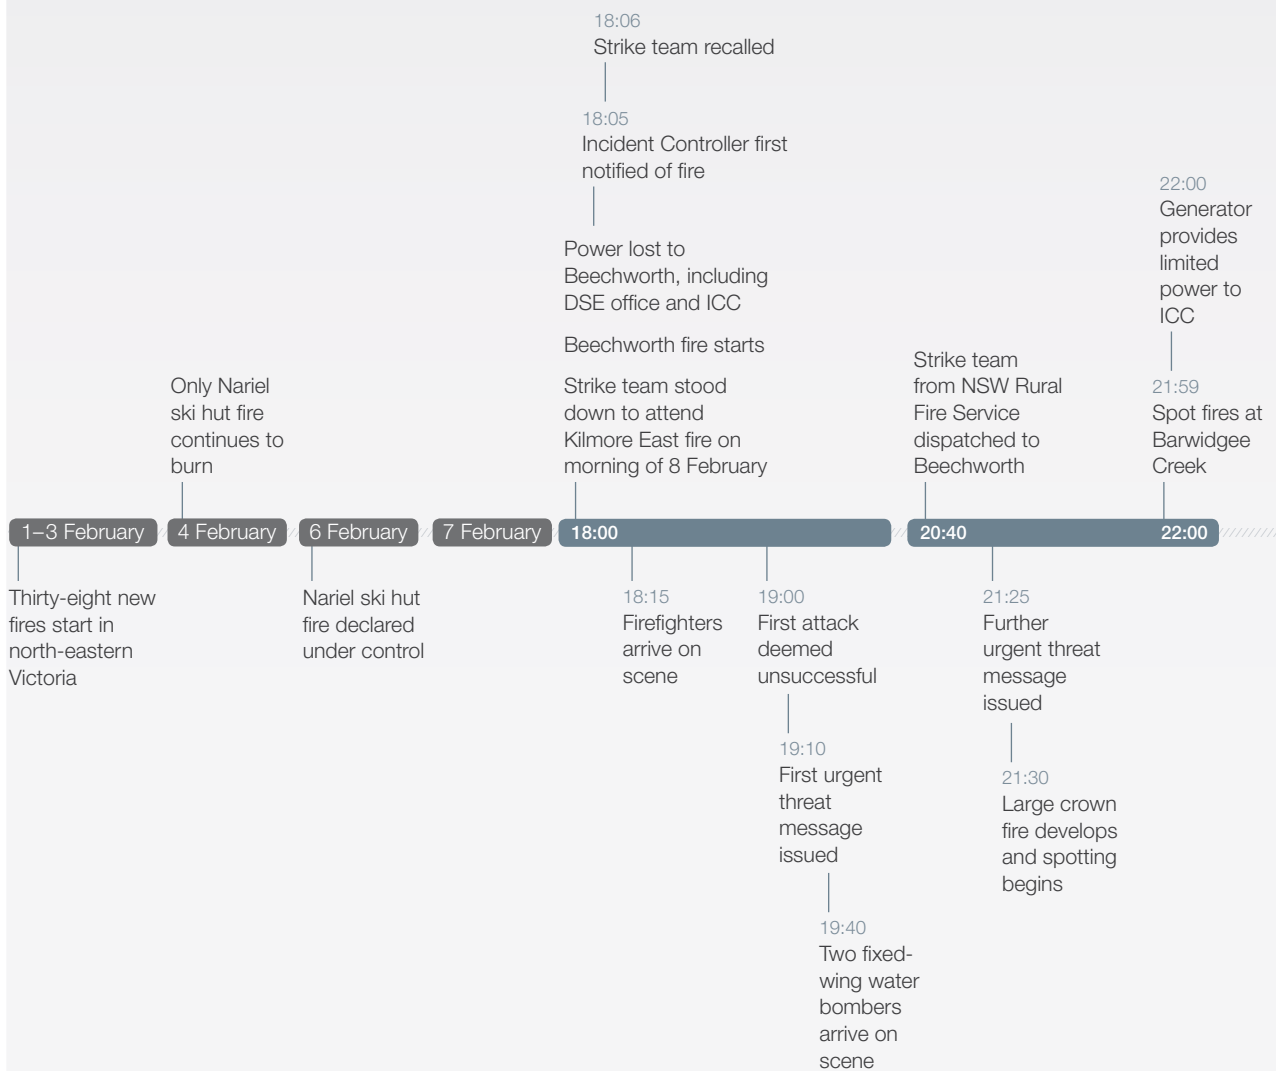 18:06
Strike team recalled
18:05
Incident Controller first
notified of fire
Power lost to
Beechworth, including
DSE office and ICC
Beechworth fire starts
Strike team stood
down to attend
Kilmore East fire on
morning of 8 February
Only Nariel
ski hut fire
continues to
burn
Strike team
from NSW Rural
Fire Service
dispatched to
Beechworth
22:00
Generator
provides
limited
power to
ICC
21:59
Spot fires at
Barwidgee
Creek
1–3 February
4 February
6 February
7 February
18:00
20:40
22:00
Thirty-eight new
fires start in
north-eastern
Victoria
Nariel ski hut
fire declared
under control
18:15
Firefighters
arrive on
scene
19:00
First attack
deemed
unsuccessful
19:10
First urgent
threat
message
issued
19:40
Two fixed-
wing water
bombers
arrive on
scene
21:25
Further
urgent threat
message
issued
21:30
Large crown
fire develops
and spotting
begins